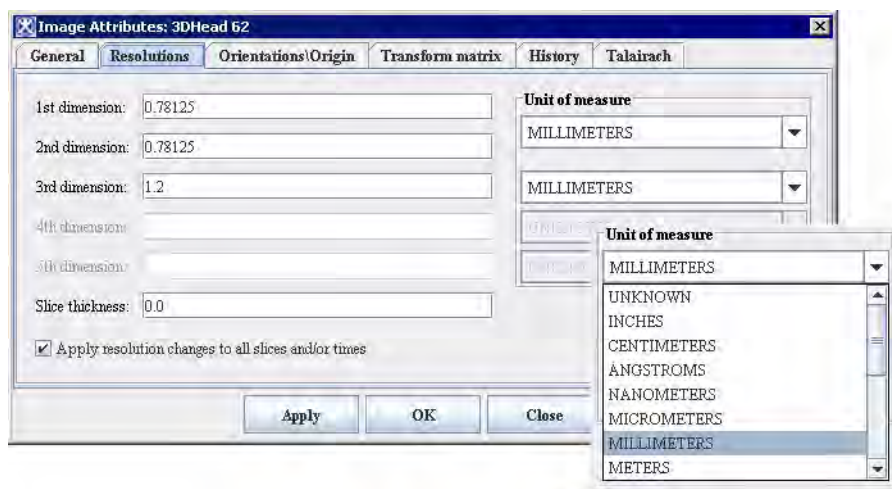 Image Attributes: 3DHead 62
General Resolutions Orientations\Origin Transform matrix History Talairach
1st dimension: 0.78125
2nd dimension: 0.78125
3rd dimension: 1.2
4th dimension:
5th dimension:
Slice thickness: 0.0
Apply resolution changes to all slices and/or times
Unit of measure
MILLIMETERS
MILLIMETERS
Apply OK Close
Unit of measure
MILLIMETERS
UNKNOWN
INCHES
CENTIMETERS
ANGSTROMS
NANOMETERS
MICROMETERS
MILLIMETERS
METERS